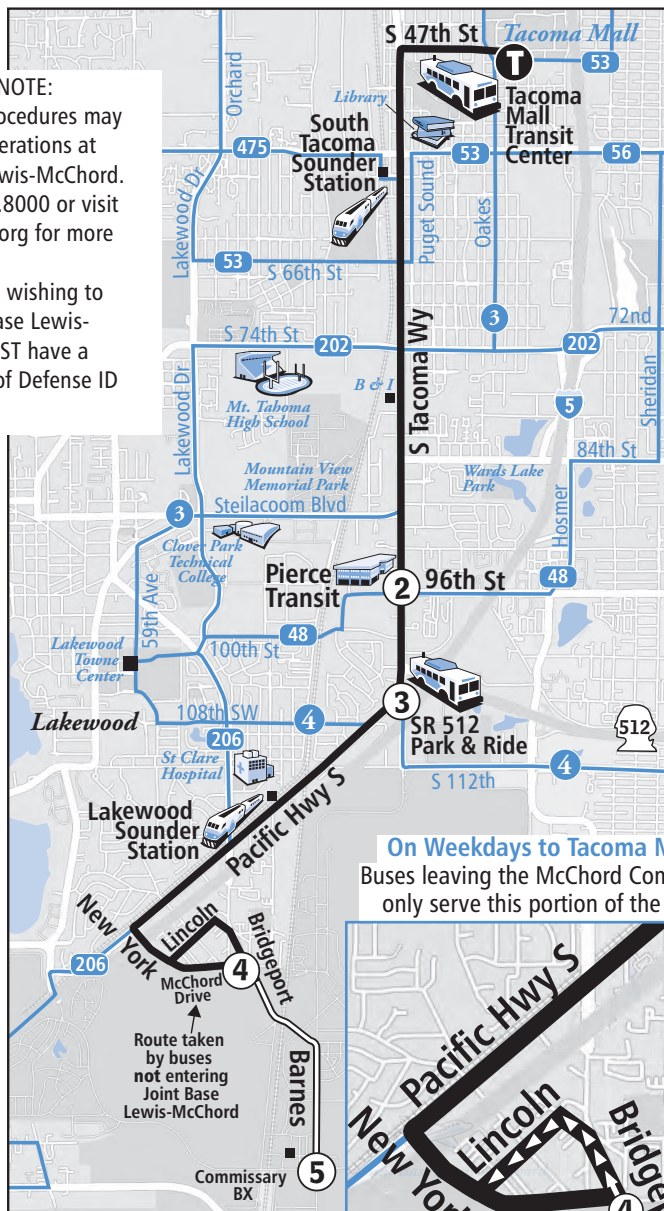 S 47th St
Tacoma Mall
T
53
Tacoma
Mall
Transit
Center
NOTE:
ocedures may
erations at
wis-McChord.
.8000 or visit
org for more
wishing to
ase Lewis-
ST have a
of Defense ID
Orchard
Library
South
Tacoma
Sounder
Station
475
53
56
Lakewood Dr
Puget Sound
Oakes
53
S 66th St
3
72nd
S 74th St
202
202
Sheridan
S Tacoma Wy
B & I
Mt. Tahoma
High School
5
Lakewood Dr
84th St
Mountain View
Memorial Park
Wards Lake
Park
Hosmer
Steilacoom Blvd
3
Clover Park
Technical
College
Pierce
Transit
2
96th St
48
59th Ave
48
100th St
Lakewood
Towne
Center
3
SR 512
Park & Ride
Lakewood
108th SW
4
512
206
4
S 112th
St Clare
Hospital
Lakewood
Sounder
Station
Pacific Hwy S
On Weekdays to Tacoma M
Buses leaving the McChord Com
only serve this portion of the
New York
Lincoln
Bridgeport
206
4
McChord
Drive
Route taken
by buses
not entering
Joint Base
Lewis-McChord
Barnes
Commissary
BX
5
Pacific Hwy S
New York
Lincoln
Bridgep
4